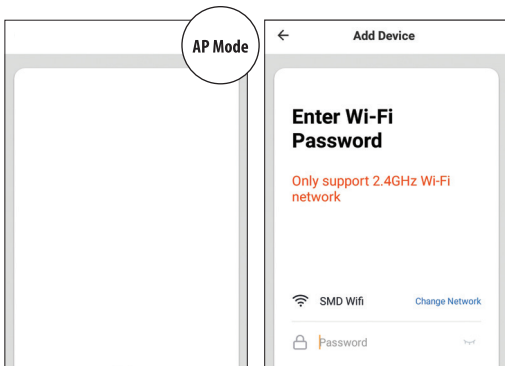 AP Mode
Add Device
Enter Wi-Fi
Password
Only support 2.4GHz Wi-Fi
network
SMD Wifi Change Network
Password